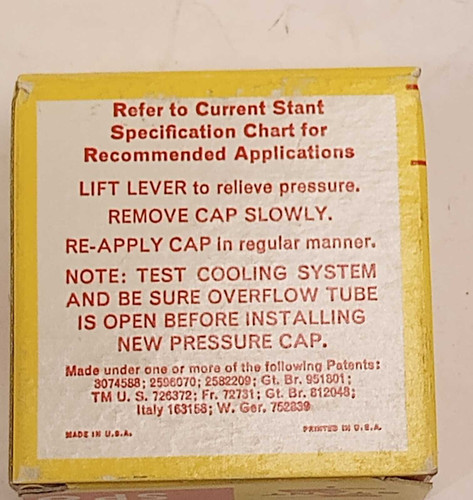 Refer to Current Stant
Specification Chart for
Recommended Applications
LIFT LEVER to relieve pressure.
REMOVE CAP SLOWLY.
RE-APPLY CAP in regular manner.
NOTE: TEST COOLING SYSTEM
AND BE SURE OVERFLOW TUBE
IS OPEN BEFORE INSTALLING
NEW PRESSURE CAP.
Made under one or more of the following Patents:
3074588; 2596070; 2582209; Gt. Br. 951801;
TM U. S. 726372; Fr. 72731; Gt. Br. 812048;
Italy 163158; W. Ger. 752839
MADE IN U.S.A. PRINTED IN U.S.A.